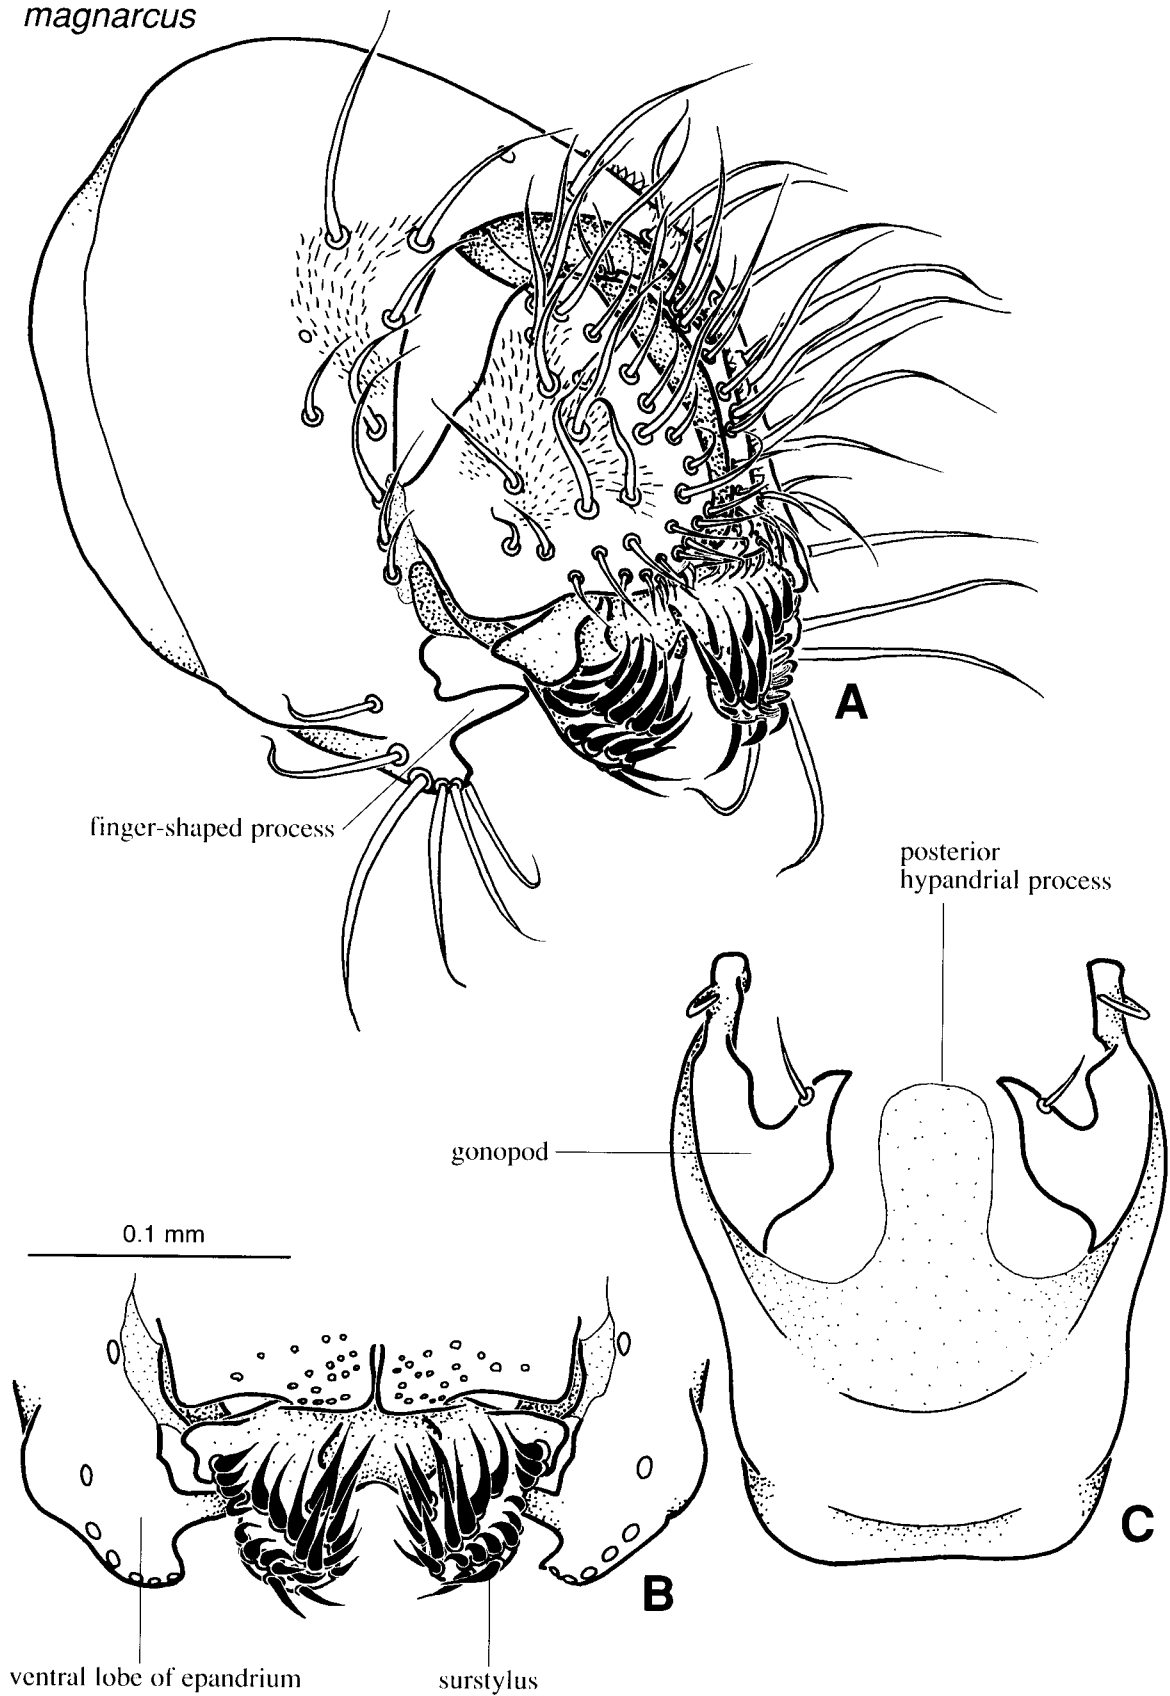 magnarcus
A
finger-shaped process
posterior
hypandrial process
gonopod
0.1 mm
C
B
ventral lobe of epandrium
surstylus